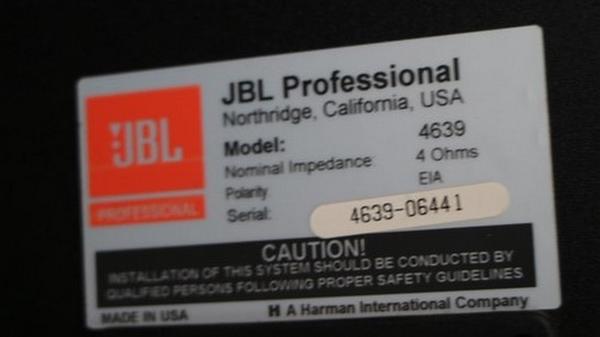 JBL Professional
Northridge, California, USA
JBL
PROFESSIONAL
Model: 4639
Nominal Impedance: 4 Ohms
Polarity EIA
Serial: 4639-06441
CAUTION!
INSTALLATION OF THIS SYSTEM SHOULD BE CONDUCTED BY
QUALIFIED PERSONS FOLLOWING PROPER SAFETY GUIDELINES
MADE IN USA H A Harman International Company